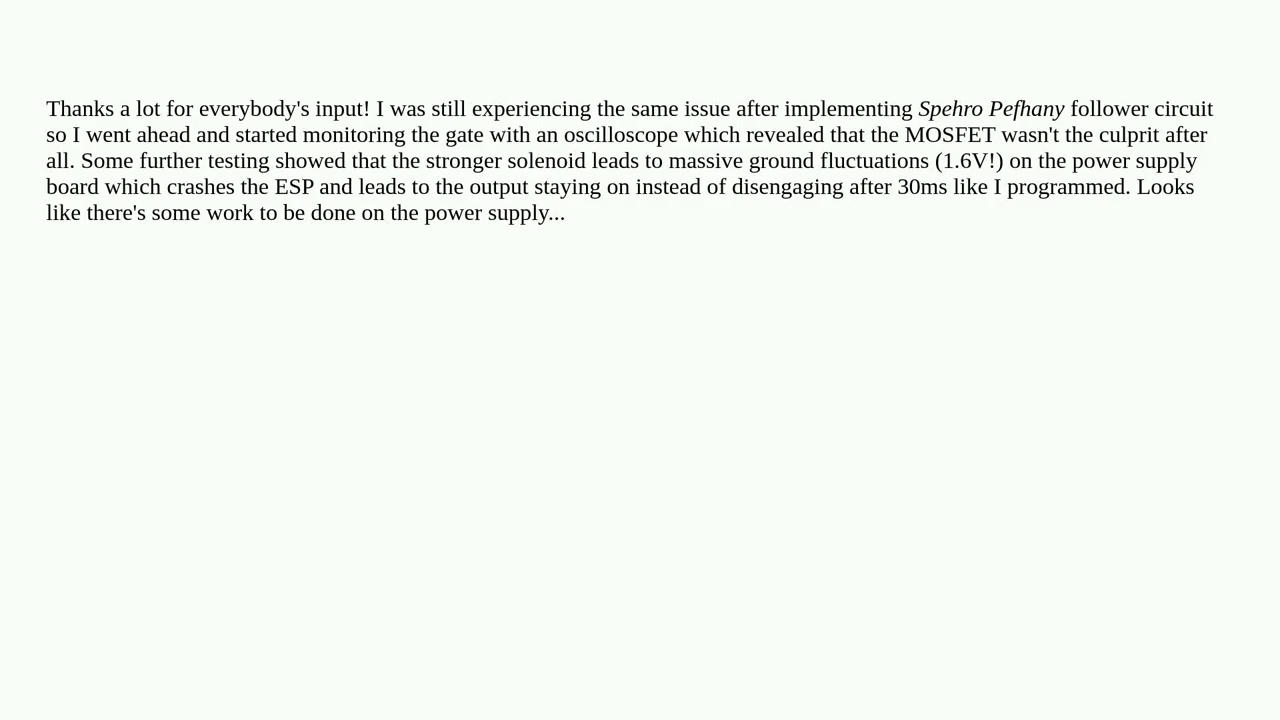 Thanks a lot for everybody's input! I was still experiencing the same issue after implementing Spehro Pefhany follower circuit
so I went ahead and started monitoring the gate with an oscilloscope which revealed that the MOSFET wasn't the culprit after
all. Some further testing showed that the stronger solenoid leads to massive ground fluctuations (1.6V!) on the power supply
board which crashes the ESP and leads to the output staying on instead of disengaging after 30ms like I programmed. Looks
like there's some work to be done on the power supply...